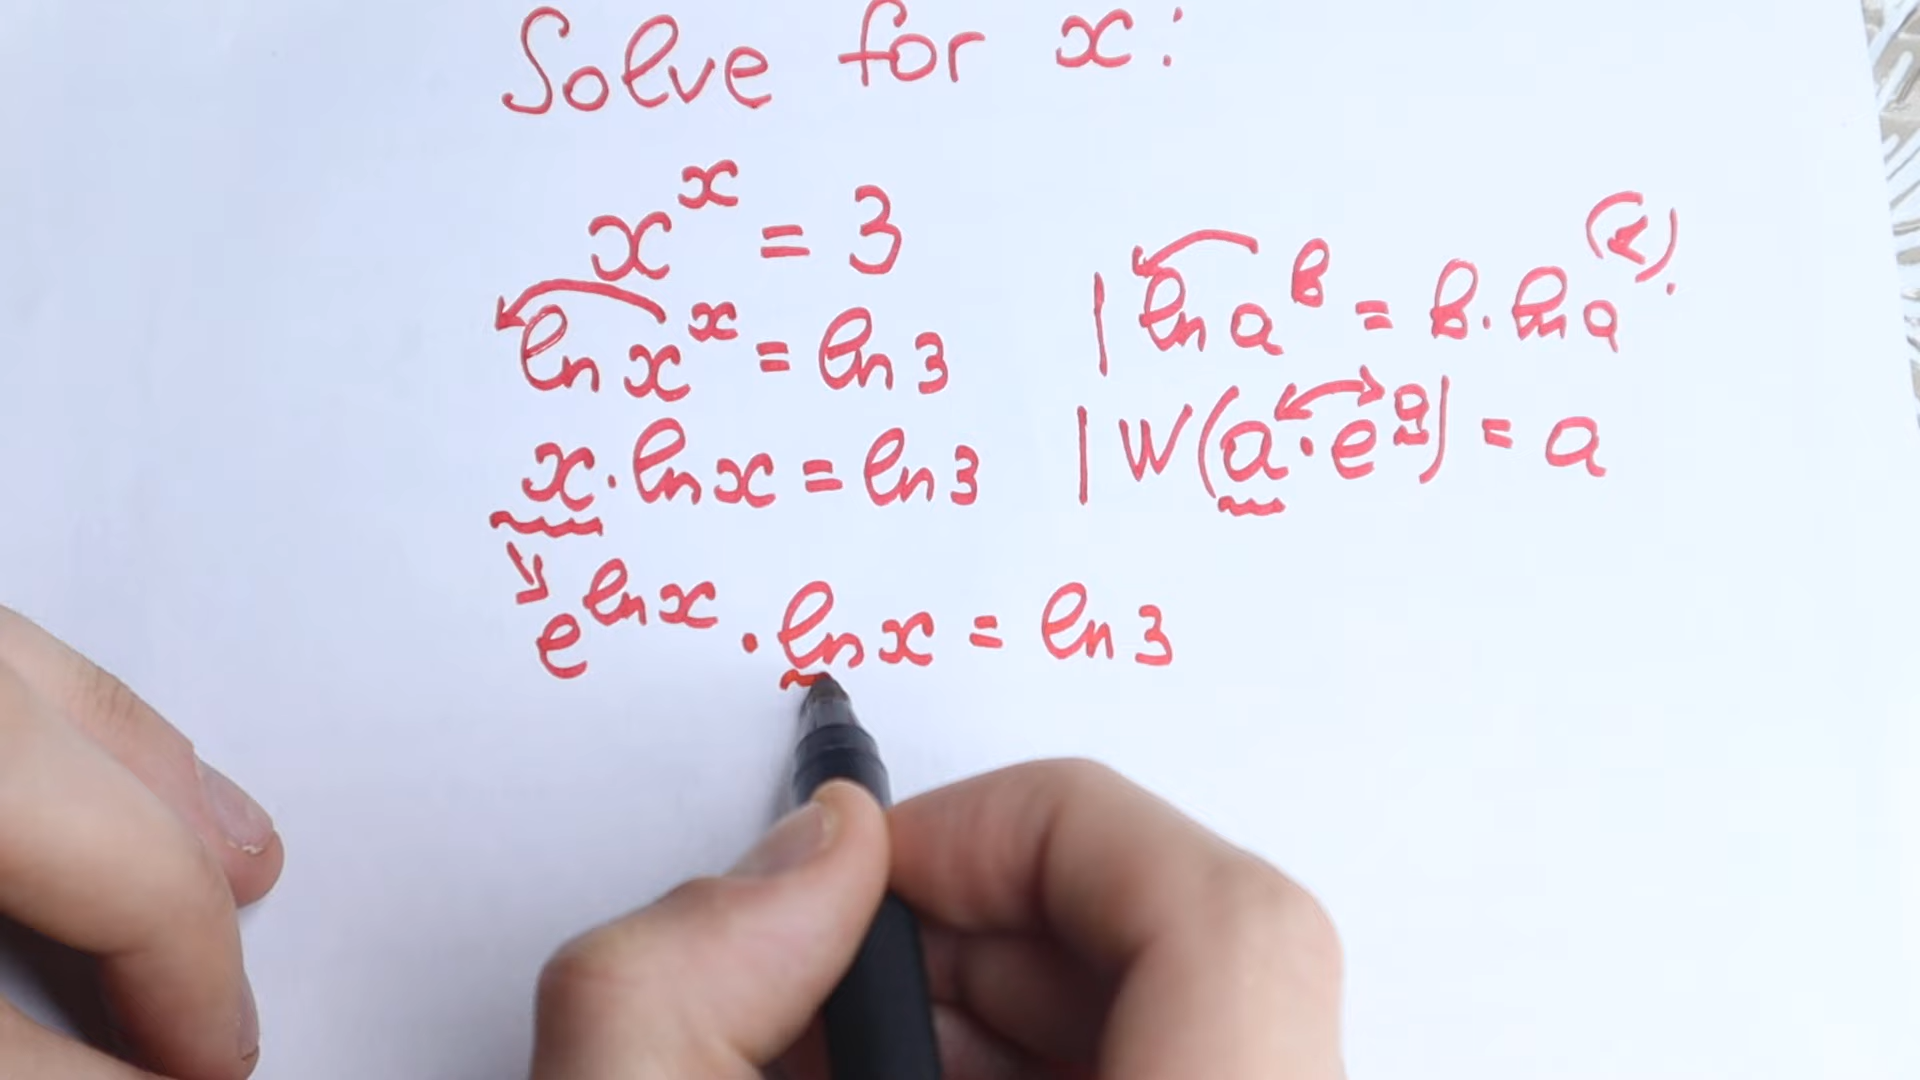 Solve for x:
x^x = 3
ln x^x = ln 3
x · ln x = ln 3
e^(ln x) · ln x = ln 3
| ln a^b = b · ln a
| W(a · e^a) = a